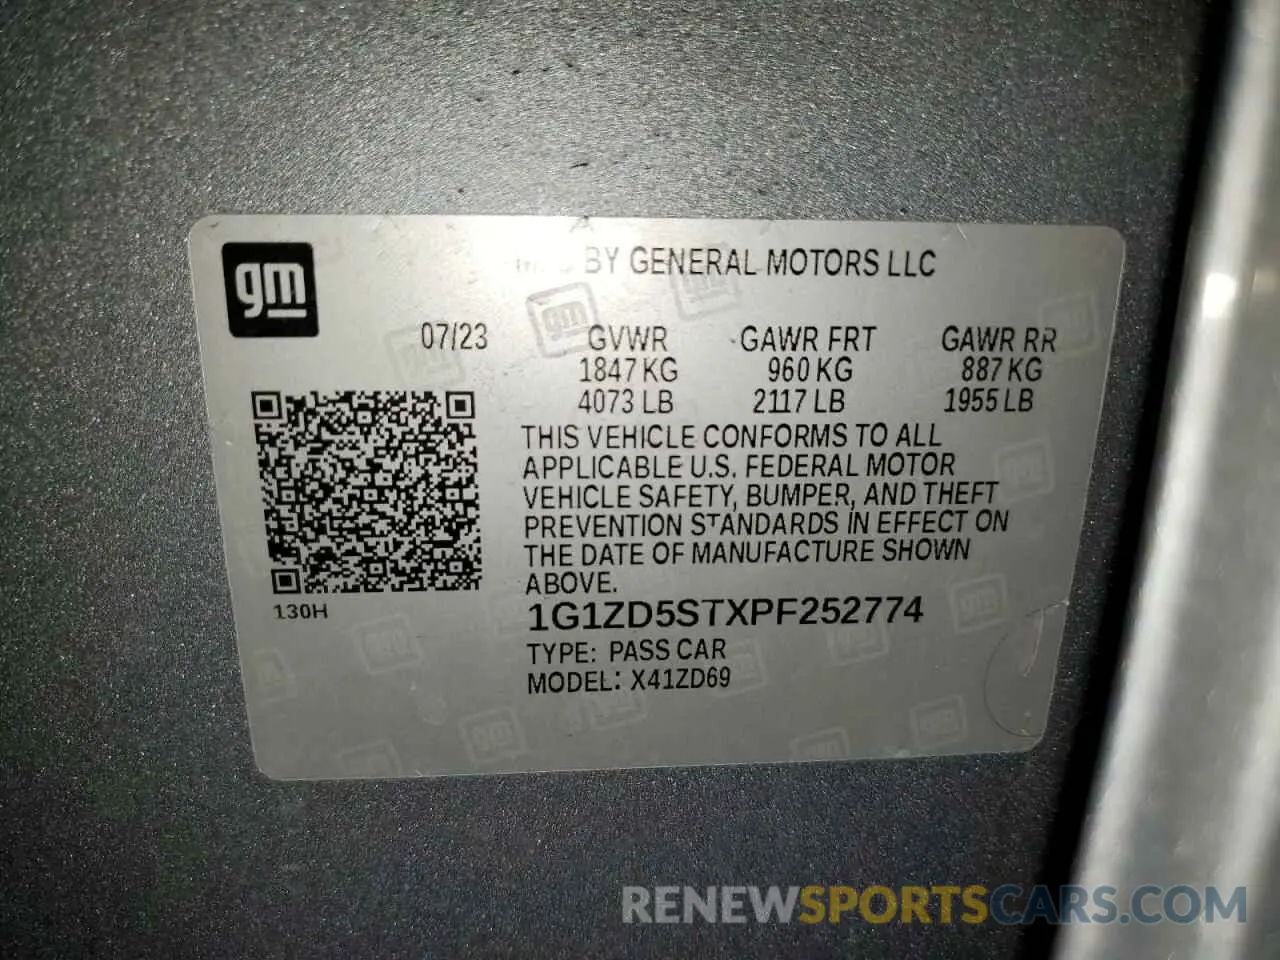 gm
BY GENERAL MOTORS LLC
07/23 GVWR GAWR FRT GAWR RR
1847 KG 960 KG 887 KG
4073 LB 2117 LB 1955 LB
THIS VEHICLE CONFORMS TO ALL
APPLICABLE U.S. FEDERAL MOTOR
VEHICLE SAFETY, BUMPER, AND THEFT
PREVENTION STANDARDS IN EFFECT ON
THE DATE OF MANUFACTURE SHOWN
ABOVE.
130H
1G1ZD5STXPF252774
TYPE: PASS CAR
MODEL: X41ZD69
RENEWSPORTSCARS.COM